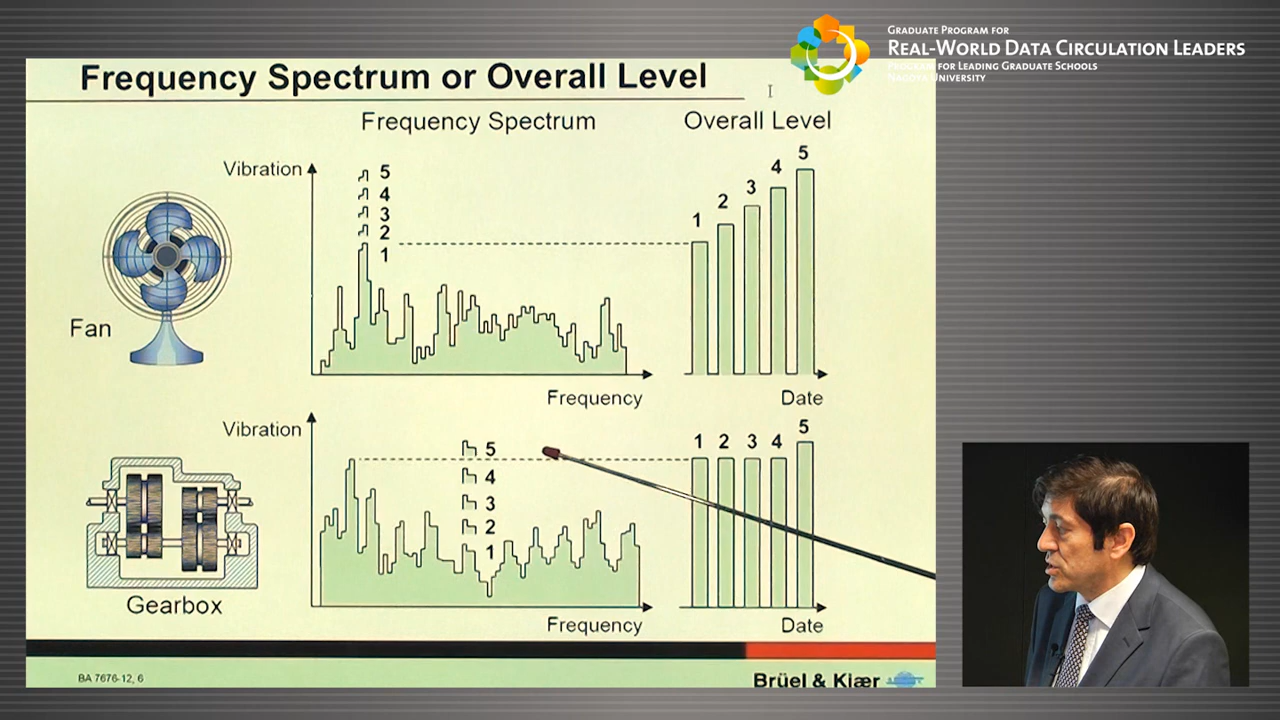 GRADUATE PROGRAM FOR
REAL-WORLD DATA CIRCULATION LEADERS
PROGRAM FOR LEADING GRADUATE SCHOOLS
NAGOYA UNIVERSITY
Frequency Spectrum or Overall Level
Frequency Spectrum
Overall Level
Vibration
5
4
3
2
1
1
2
3
4
5
Fan
Frequency
Date
Vibration
5
4
3
2
1
1
2
3
4
5
Gearbox
Frequency
Date
BA 7676-12, 6
Brüel & Kjær